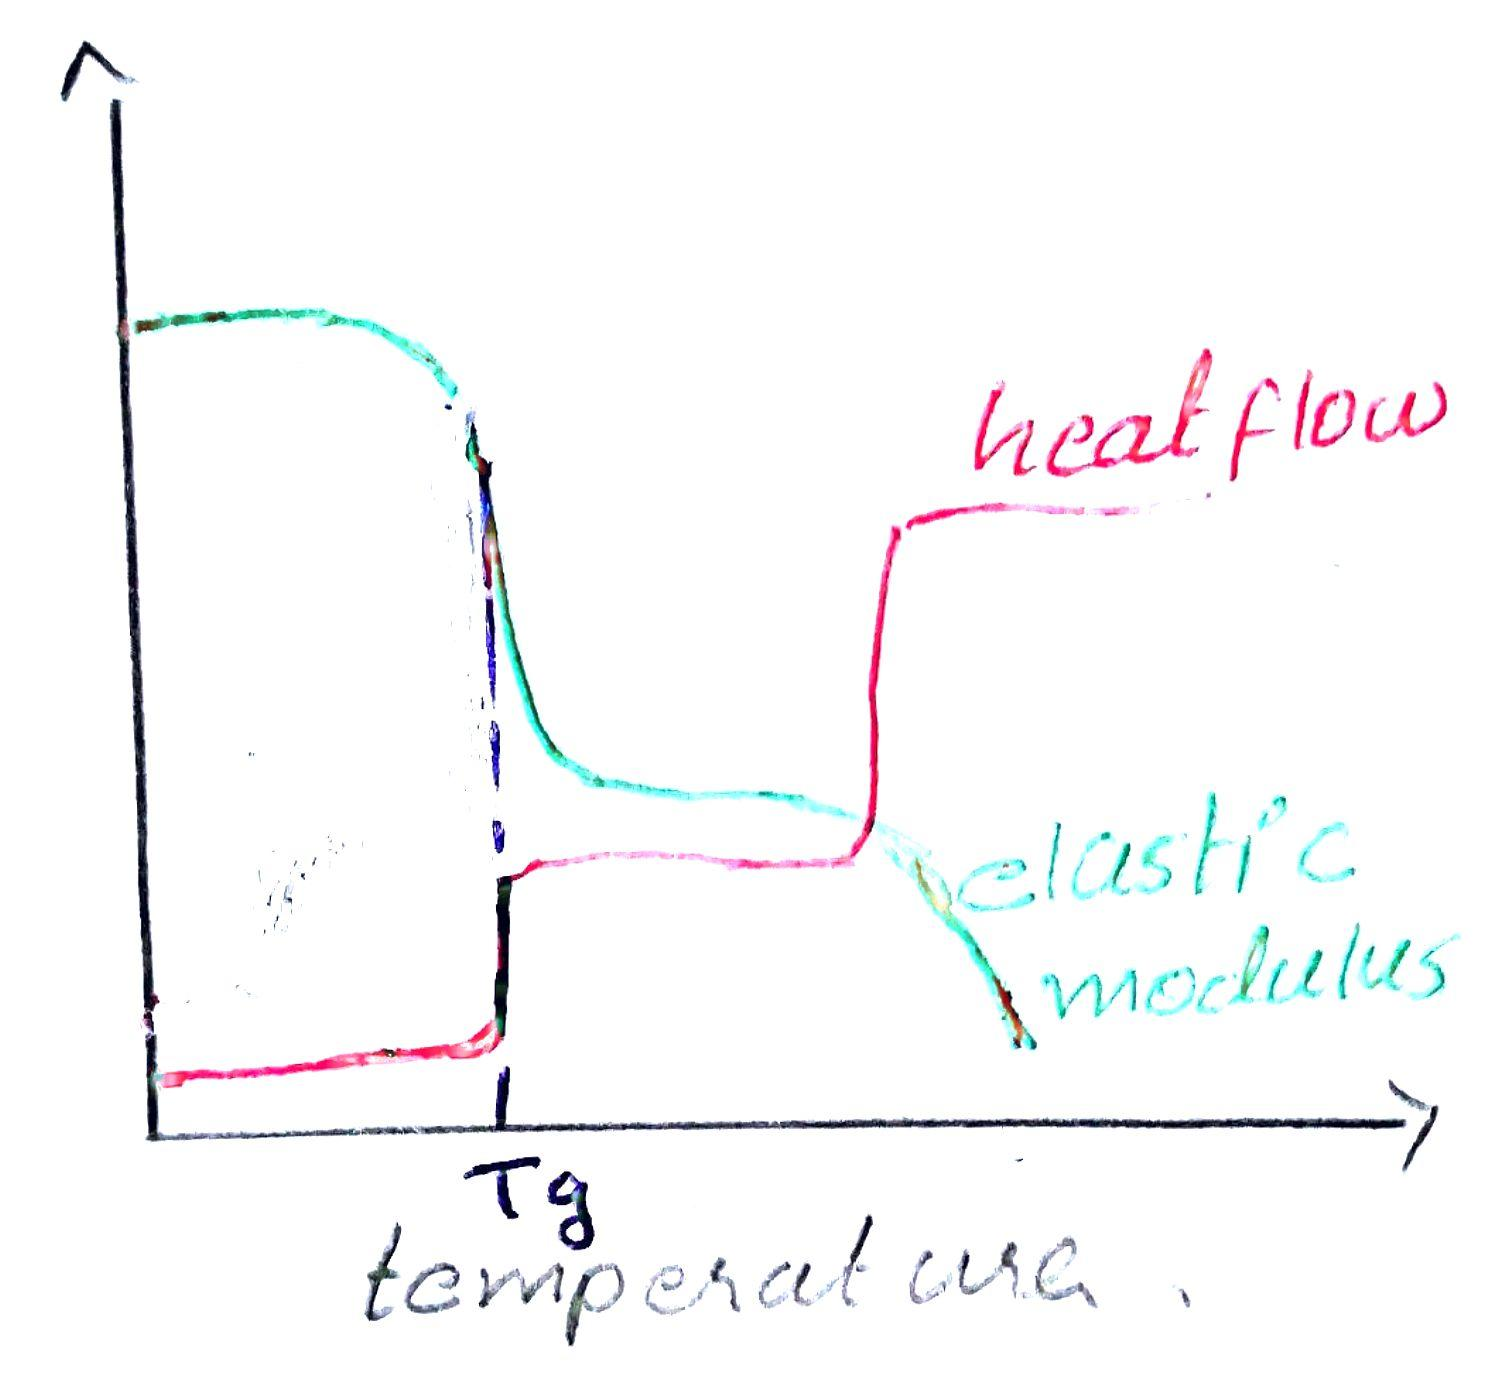 heat flow
elastic
modulus
Tg
temperature.